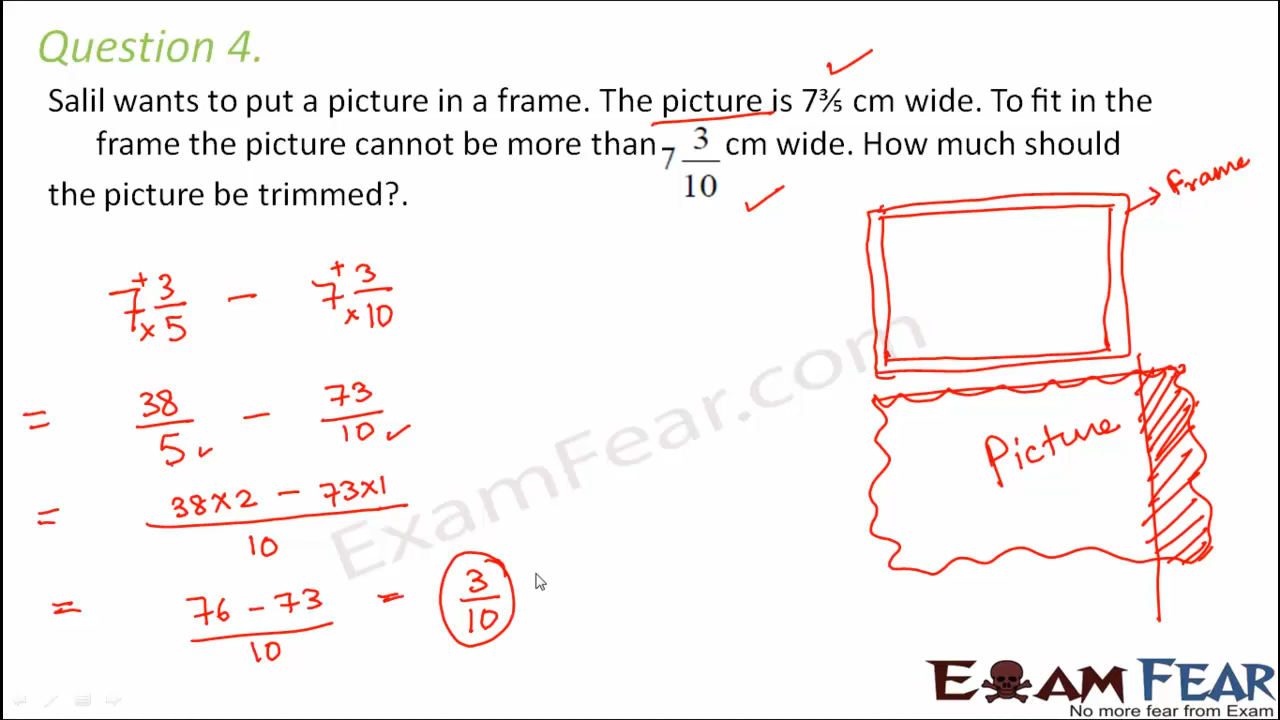 Question 4.
Salil wants to put a picture in a frame. The picture is 7⅗ cm wide. To fit in the
frame the picture cannot be more than 7 3/10 cm wide. How much should
the picture be trimmed?.
Frame
7 + 3 / × 5 − 7 + 3 / × 10
= 38/5 − 73/10
= 38×2 − 73×1 / 10
= 76 − 73 / 10 = 3/10
Picture
ExamFear.com
EXAM FEAR
No more fear from Exam